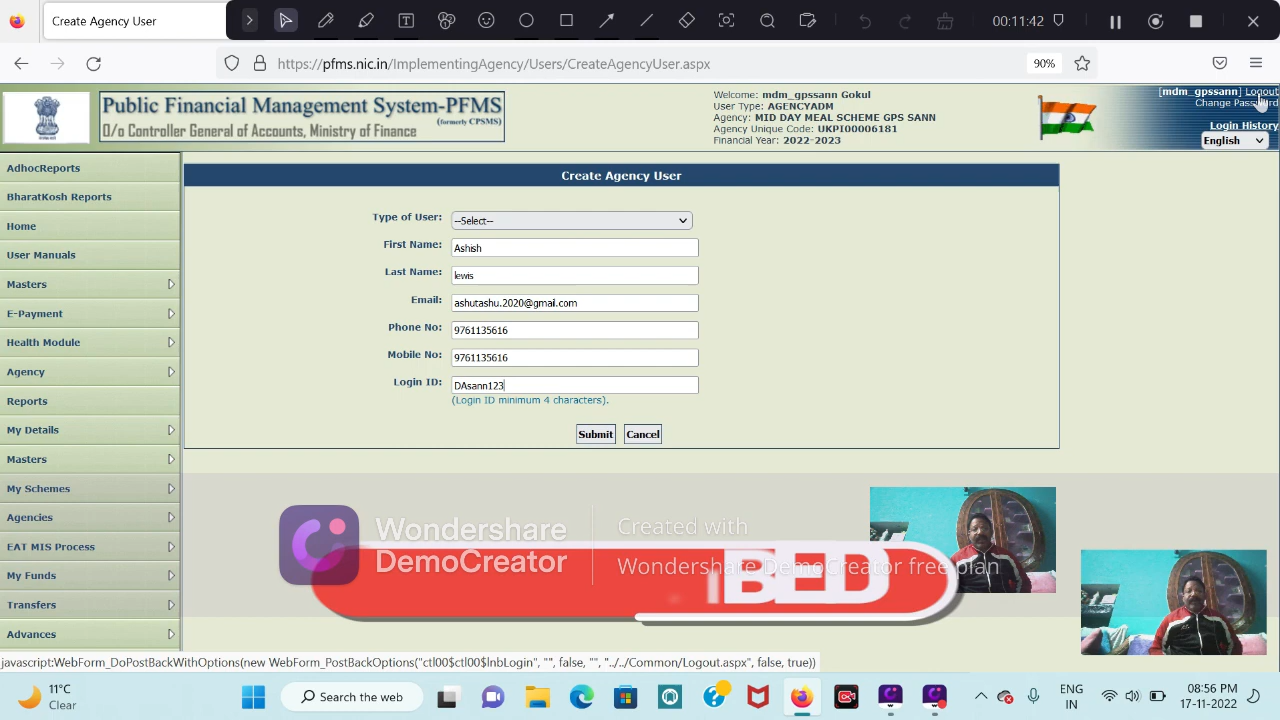 Create Agency User
00:11:42
https://pfms.nic.in/ImplementingAgency/Users/CreateAgencyUser.aspx
90%
Public Financial Management System-PFMS
(formerly CPSMS)
O/o Controller General of Accounts, Ministry of Finance
Welcome: mdm_gpssann Gokul
User Type: AGENCYADM
Agency: MID DAY MEAL SCHEME GPS SANN
Agency Unique Code: UKPI00006181
Financial Year: 2022-2023
[mdm_gpssann] Logout
Change Password
Login History
English
AdhocReports
BharatKosh Reports
Home
User Manuals
Masters
E-Payment
Health Module
Agency
Reports
My Details
Masters
My Schemes
Agencies
EAT MIS Process
My Funds
Transfers
Advances
Create Agency User
Type of User: --Select--
First Name: Ashish
Last Name: lewis
Email: ashutashu.2020@gmail.com
Phone No: 9761135616
Mobile No: 9761135616
Login ID: DAsann123
(Login ID minimum 4 characters).
Submit Cancel
Wondershare
DemoCreator
Created with
Wondershare DemoCreator free plan
BED
javascript:WebForm_DoPostBackWithOptions(new WebForm_PostBackOptions("ctl00$ctl00$lnbLogin", "", false, "", "../../Common/Logout.aspx", false, true))
11°C
Clear
Search the web
ENG
IN
08:56 PM
17-11-2022